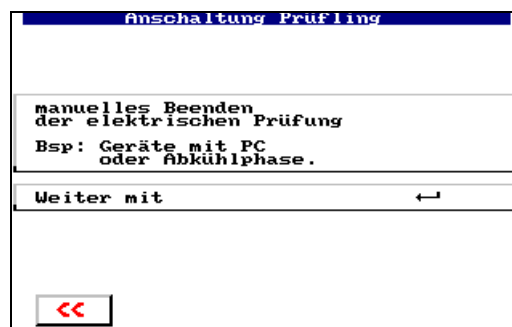 Anschaltung Prüfling
manuelles Beenden
der elektrischen Prüfung
Bsp: Geräte mit PC
oder Abkühlphase.
Weiter mit ↵
<<